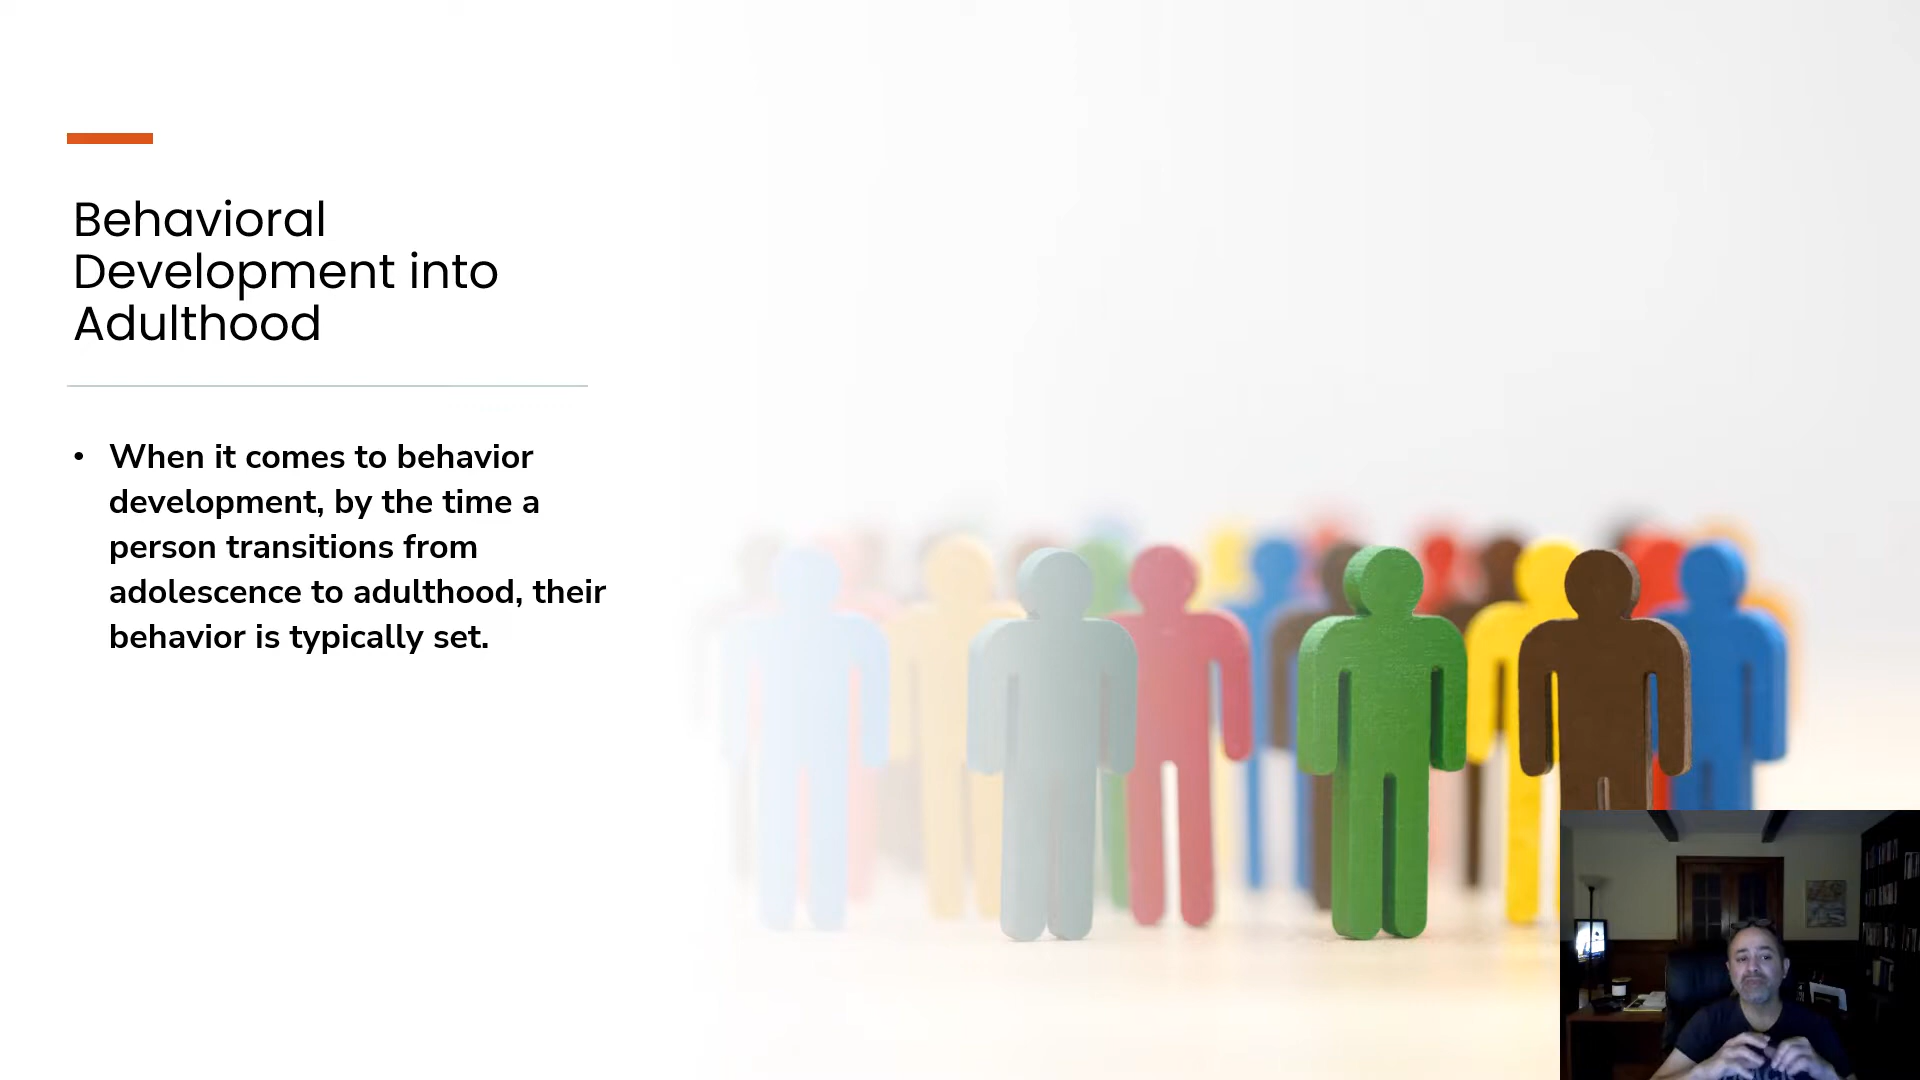 Behavioral
Development into
Adulthood
• When it comes to behavior
development, by the time a
person transitions from
adolescence to adulthood, their
behavior is typically set.